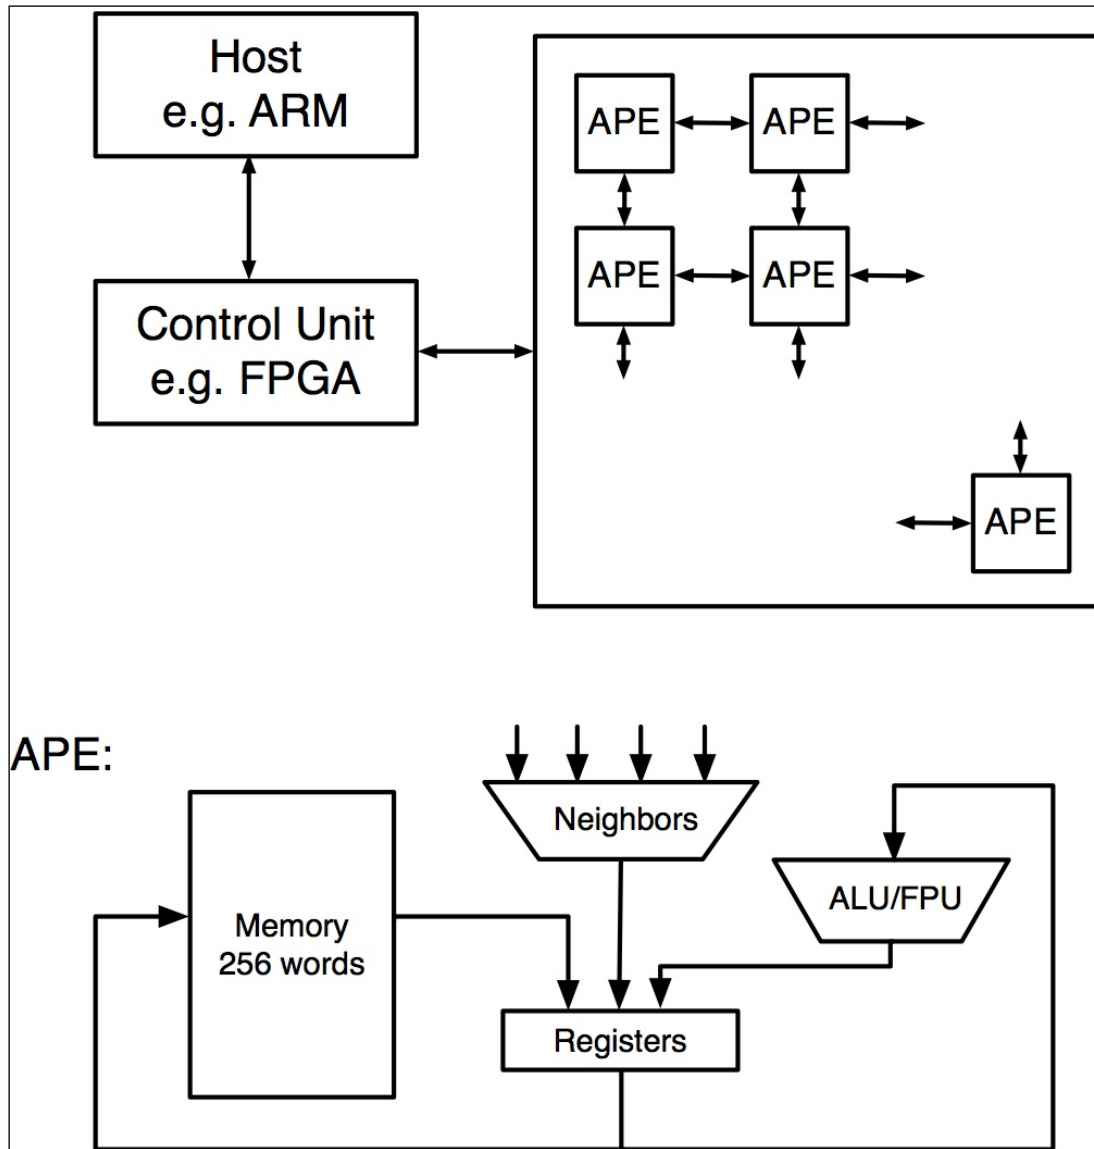 Host
e.g. ARM
APE
APE
Control Unit
e.g. FPGA
APE
APE
APE
APE:
Neighbors
ALU/FPU
Memory
256 words
Registers